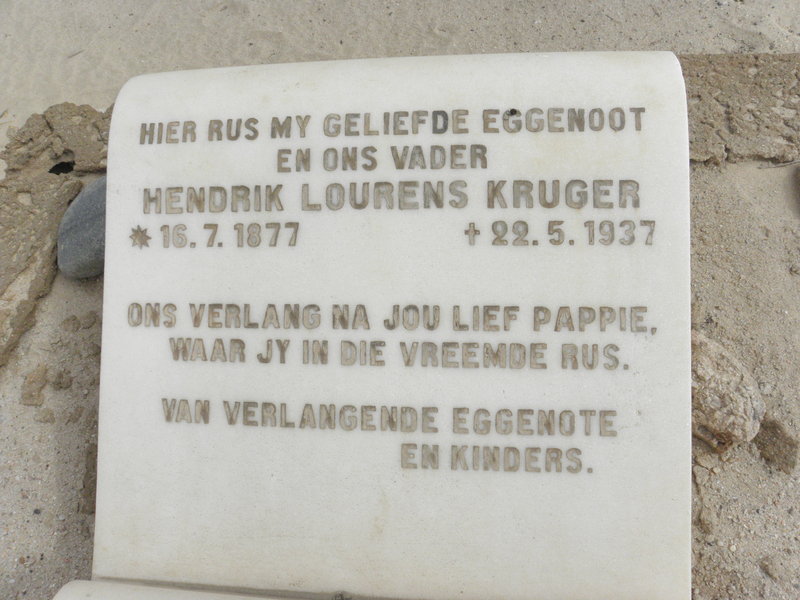 HIER RUS MY GELIEFDE EGGENOOT
EN ONS VADER
HENDRIK LOURENS KRUGER
* 16.7.1877 † 22.5.1937
ONS VERLANG NA JOU LIEF PAPPIE,
WAAR JY IN DIE VREEMDE RUS.
VAN VERLANGENDE EGGENOTE
EN KINDERS.